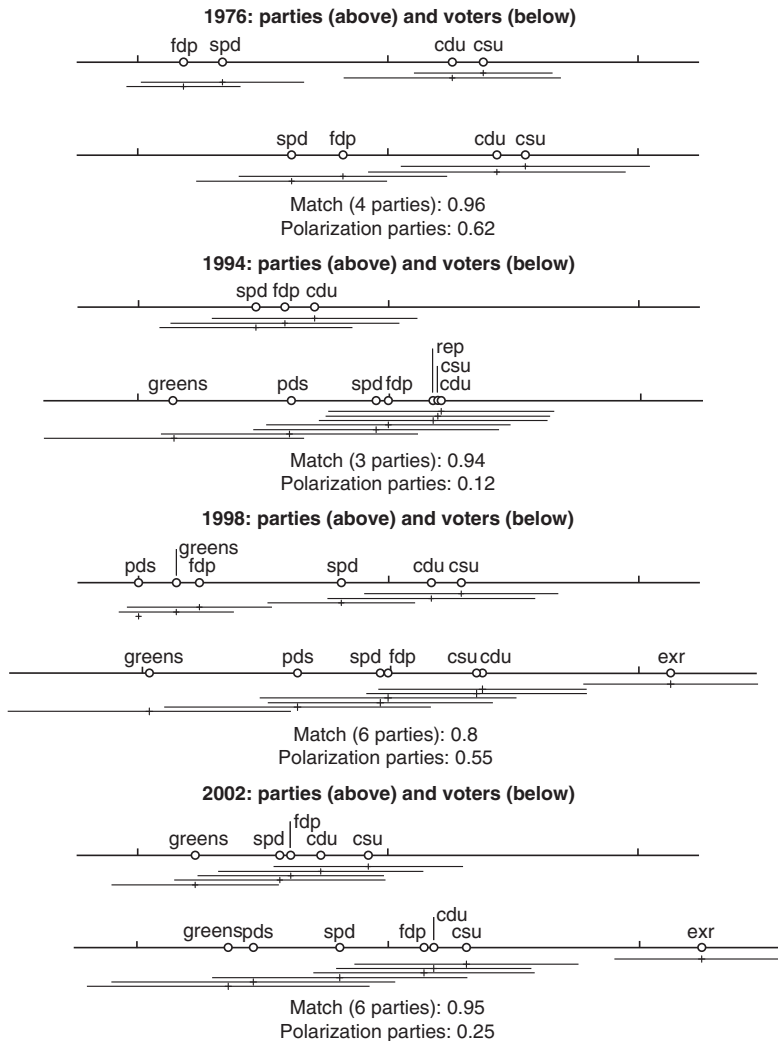 1976: parties (above) and voters (below)
fdp spd cdu csu
spd fdp cdu csu
Match (4 parties): 0.96
Polarization parties: 0.62
1994: parties (above) and voters (below)
spd fdp cdu
rep
csu
greens pds spd fdp cdu
Match (3 parties): 0.94
Polarization parties: 0.12
1998: parties (above) and voters (below)
greens
pds fdp spd cdu csu
greens pds spd fdp csu cdu exr
Match (6 parties): 0.8
Polarization parties: 0.55
2002: parties (above) and voters (below)
fdp
greens spd cdu csu
cdu
greens pds spd fdp csu exr
Match (6 parties): 0.95
Polarization parties: 0.25